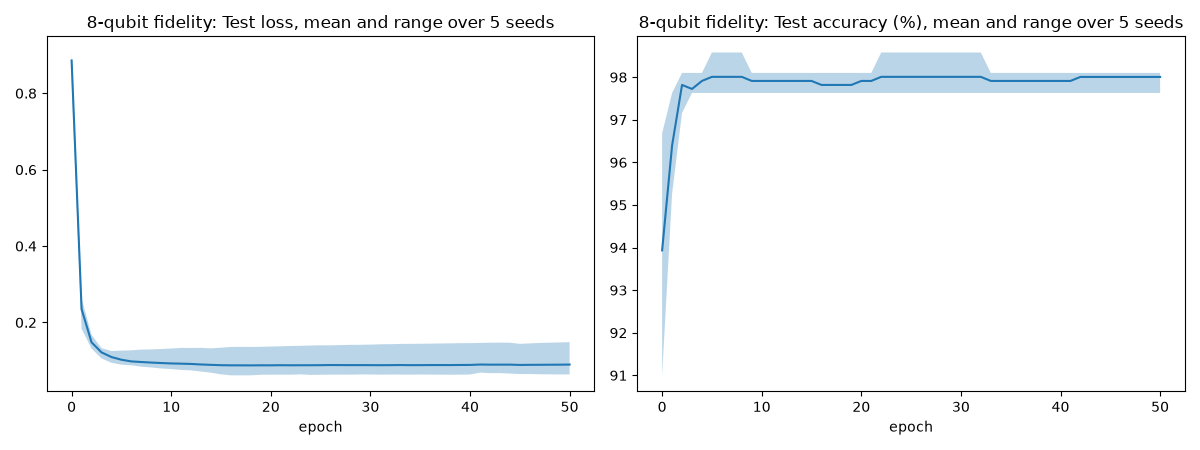 8-qubit fidelity: Test loss, mean and range over 5 seeds
0.8
0.6
0.4
0.2
0 10 20 30 40 50
epoch
8-qubit fidelity: Test accuracy (%), mean and range over 5 seeds
98
97
96
95
94
93
92
91
0 10 20 30 40 50
epoch